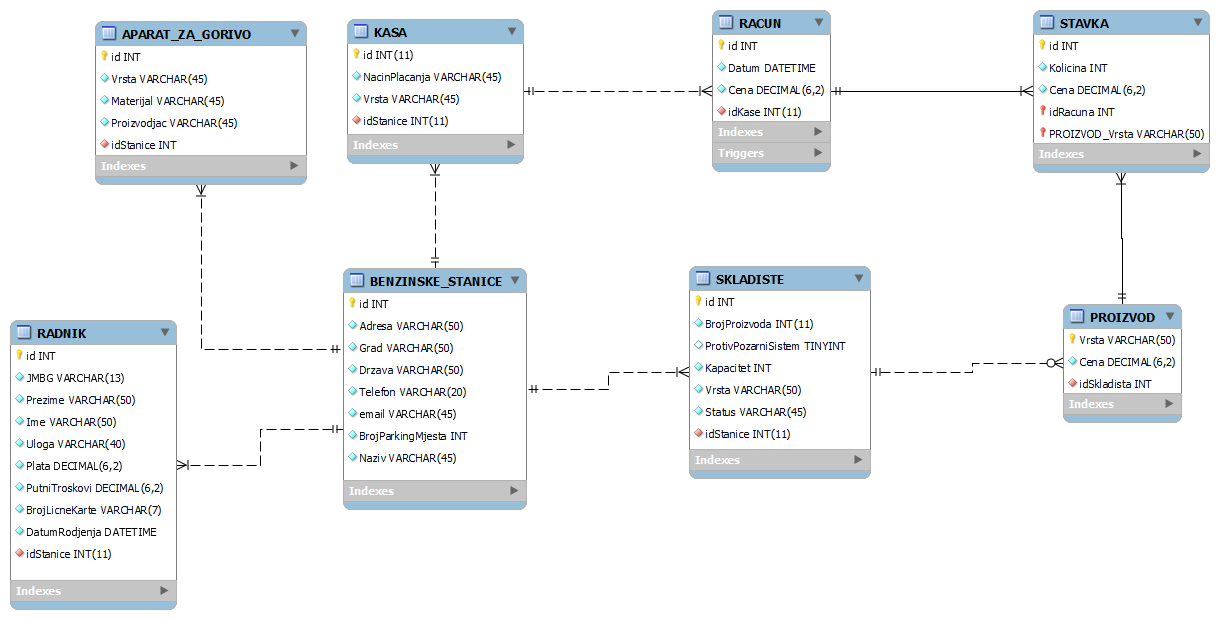 APARAT_ZA_GORIVO
id INT
Vrsta VARCHAR(45)
Materijal VARCHAR(45)
Proizvodjac VARCHAR(45)
idStanice INT
Indexes
KASA
id INT(11)
NacinPlacanja VARCHAR(45)
Vrsta VARCHAR(45)
idStanice INT(11)
Indexes
RACUN
id INT
Datum DATETIME
Cena DECIMAL(6,2)
idKase INT(11)
Indexes
Triggers
STAVKA
id INT
Kolicina INT
Cena DECIMAL(6,2)
idRacuna INT
PROIZVOD_Vrsta VARCHAR(50)
Indexes
RADNIK
id INT
JMBG VARCHAR(13)
Prezime VARCHAR(50)
Ime VARCHAR(50)
Uloga VARCHAR(40)
Plata DECIMAL(6,2)
PutniTroskovi DECIMAL(6,2)
BrojLicneKarte VARCHAR(7)
DatumRodjenja DATETIME
idStanice INT(11)
Indexes
BENZINSKE_STANICE
id INT
Adresa VARCHAR(50)
Grad VARCHAR(50)
Drzava VARCHAR(50)
Telefon VARCHAR(20)
email VARCHAR(45)
BrojParkingMjesta INT
Naziv VARCHAR(45)
Indexes
SKLADISTE
id INT
BrojProizvoda INT(11)
ProtivPozarniSistem TINYINT
Kapacitet INT
Vrsta VARCHAR(50)
Status VARCHAR(45)
idStanice INT(11)
Indexes
PROIZVOD
Vrsta VARCHAR(50)
Cena DECIMAL(6,2)
idSkladista INT
Indexes